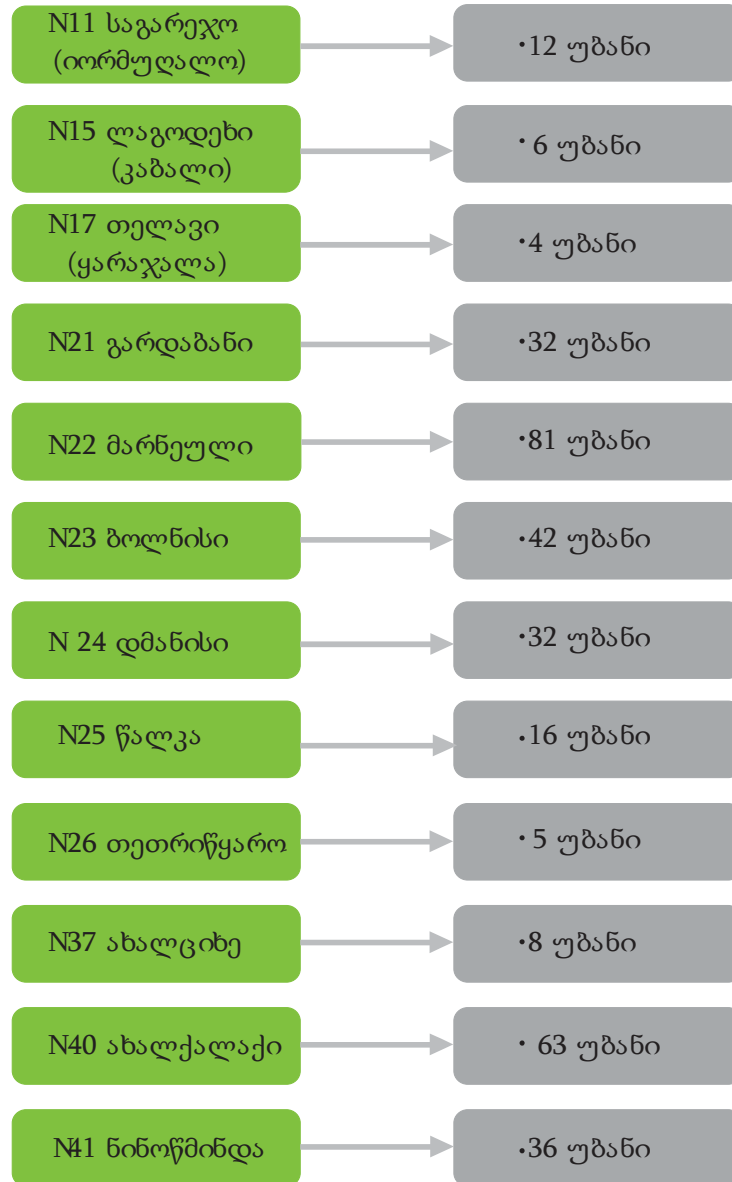 N11 საგარეჯო
(იორმუღალო)
·12 უბანი
N15 ლაგოდეხი
(კაბალი)
· 6 უბანი
N17 თელავი
(ყარაჯალა)
·4 უბანი
N21 გარდაბანი
·32 უბანი
N22 მარნეული
·81 უბანი
N23 ბოლნისი
·42 უბანი
N 24 დმანისი
·32 უბანი
N25 წალკა
·16 უბანი
N26 თეთრიწყარო
· 5 უბანი
N37 ახალციხე
·8 უბანი
N40 ახალქალაქი
· 63 უბანი
N41 ნინოწმინდა
·36 უბანი